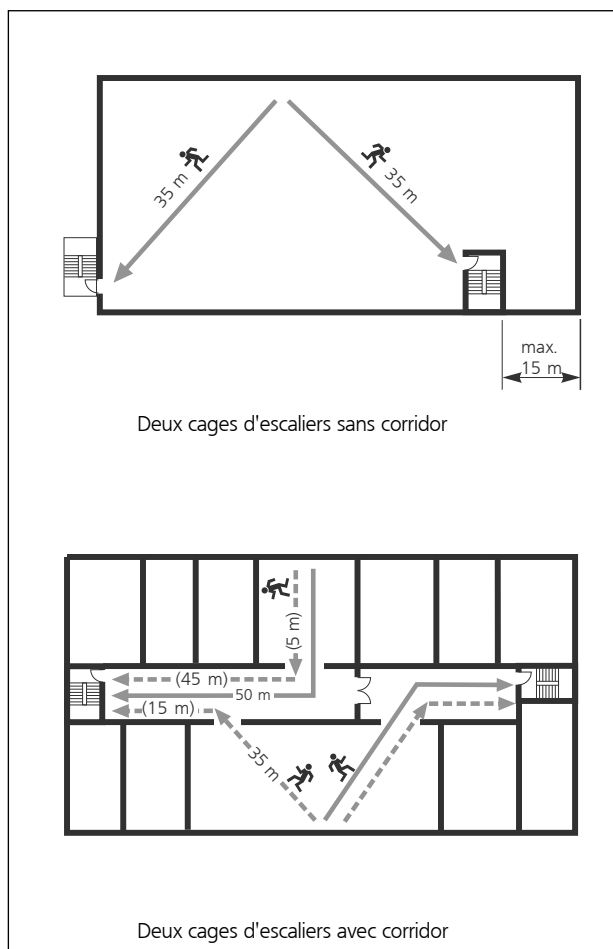 35 m
35 m
max.
15 m
Deux cages d'escaliers sans corridor
(5 m)
(45 m)
50 m
(15 m)
35 m
Deux cages d'escaliers avec corridor